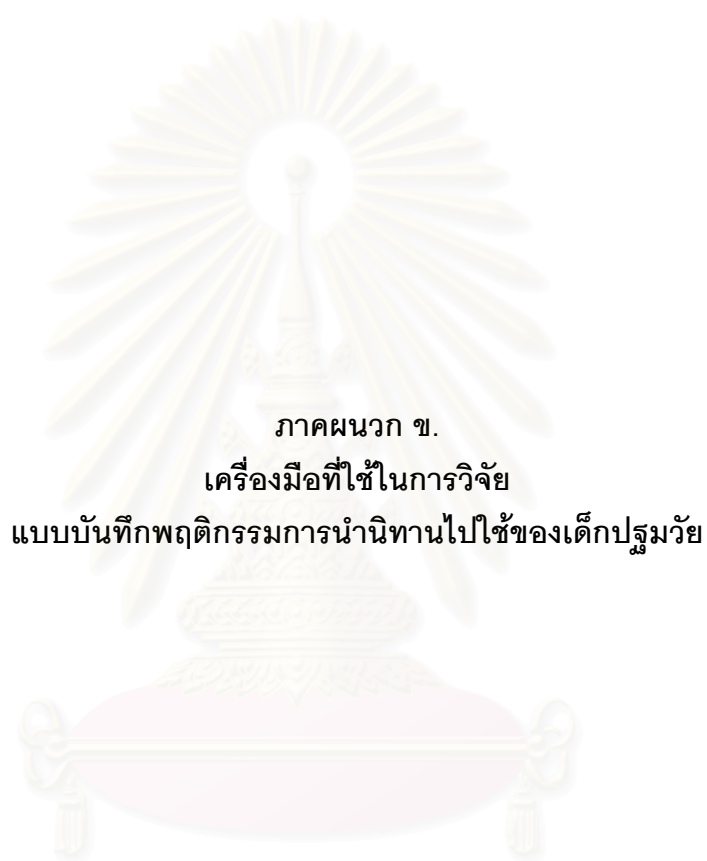 ภาคผนวก ข.
เครื่องมือที่ใช้ในการวิจัย
แบบบันทึกพฤติกรรมการนำนิทานไปใช้ของเด็กปฐมวัย